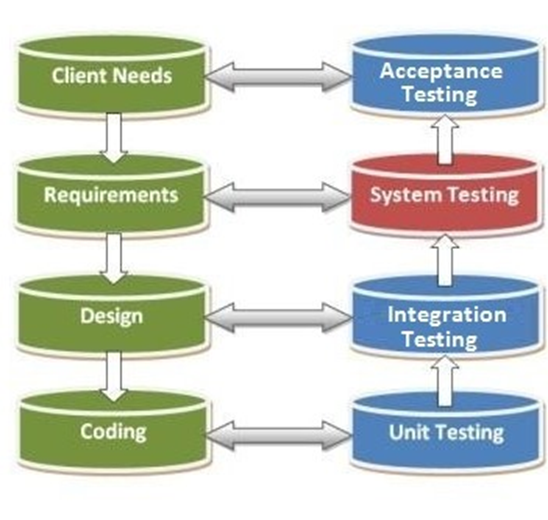 Client Needs
Acceptance
Testing
Requirements
System Testing
Design
Integration
Testing
Coding
Unit Testing